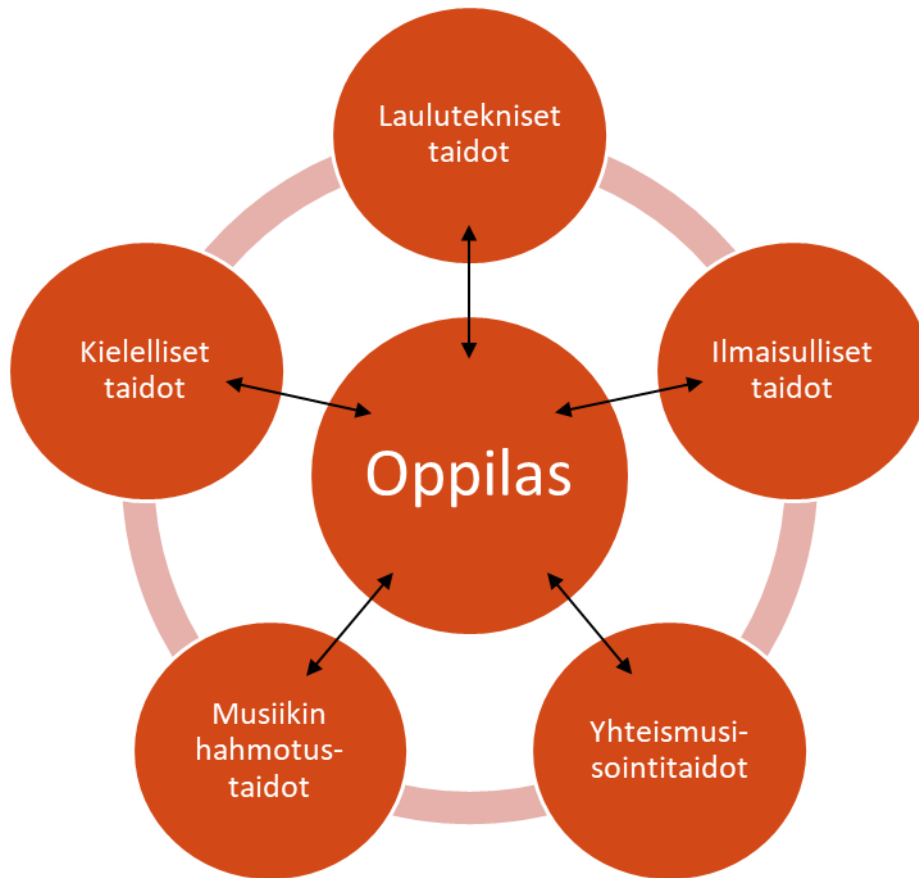 Laulutekniset
taidot
Kielelliset
taidot
Ilmaisulliset
taidot
Oppilas
Musiikin
hahmotus-
taidot
Yhteismusi-
sointitaidot